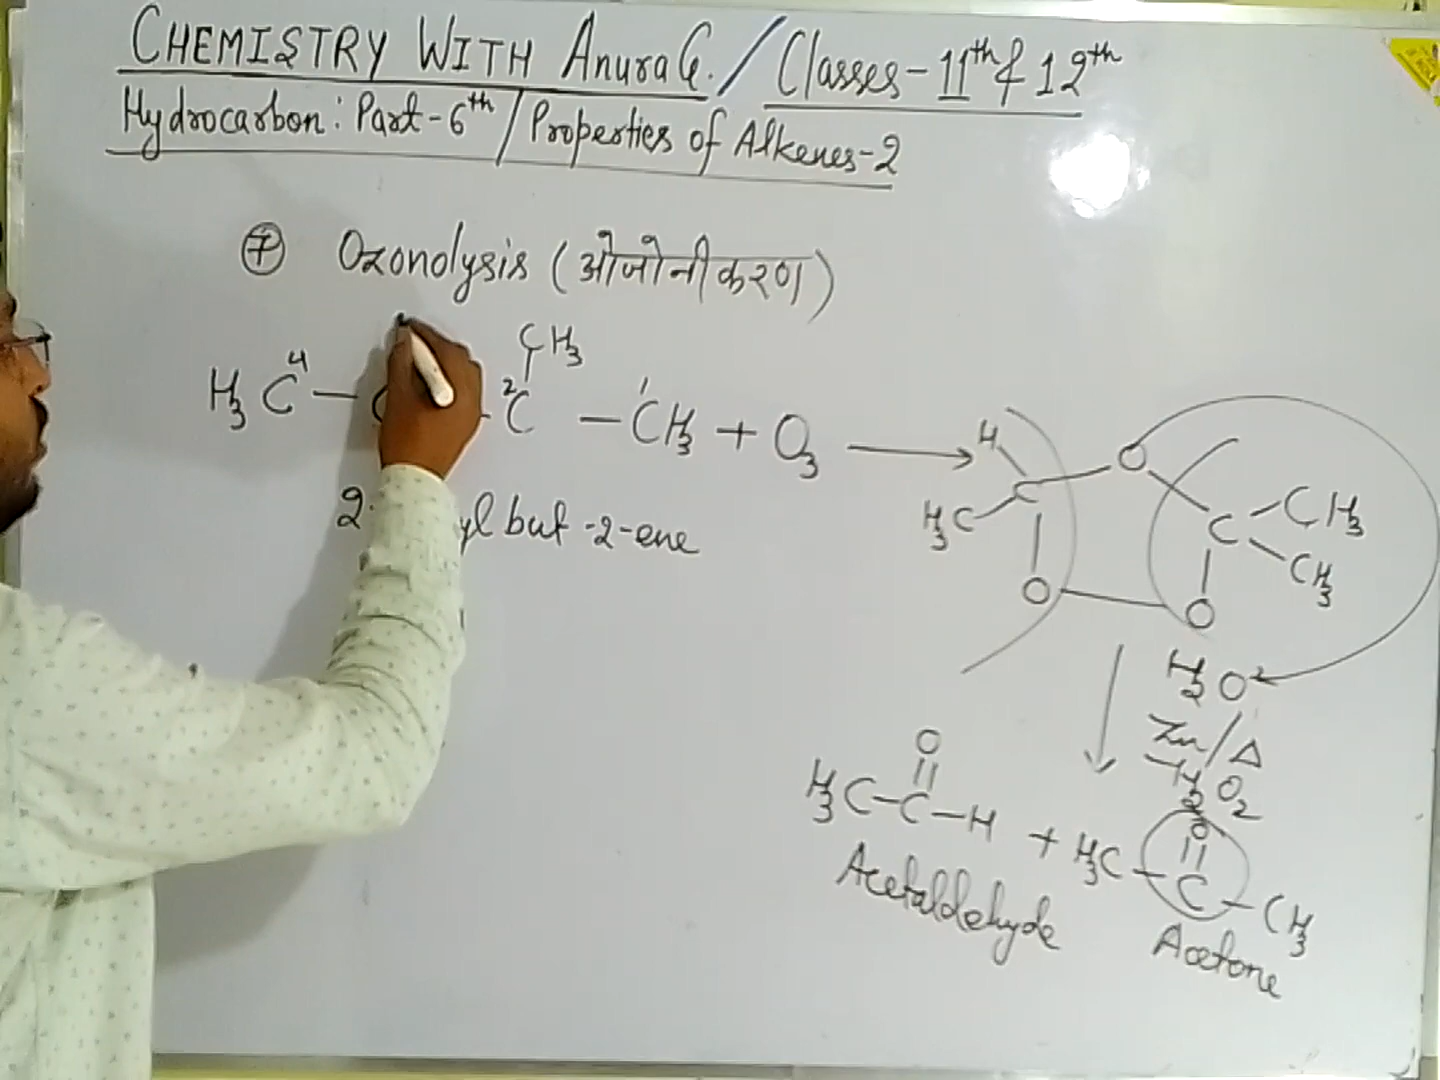 CHEMISTRY WITH AnuraG. / Classes - 11th & 12th
Hydrocarbon: Part - 6th / Properties of Alkenes - 2
7 Ozonolysis (ओजोनीकरण)
CH3
H3C4 — 2C — 1CH3 + O3 →
2 yl but -2-ene
H
H3C C O C CH3 CH3
O O
H2O
Zn/Δ
-H2O2
O O
H3C-C-H + H3C-C-CH3
Acetaldehyde Acetone